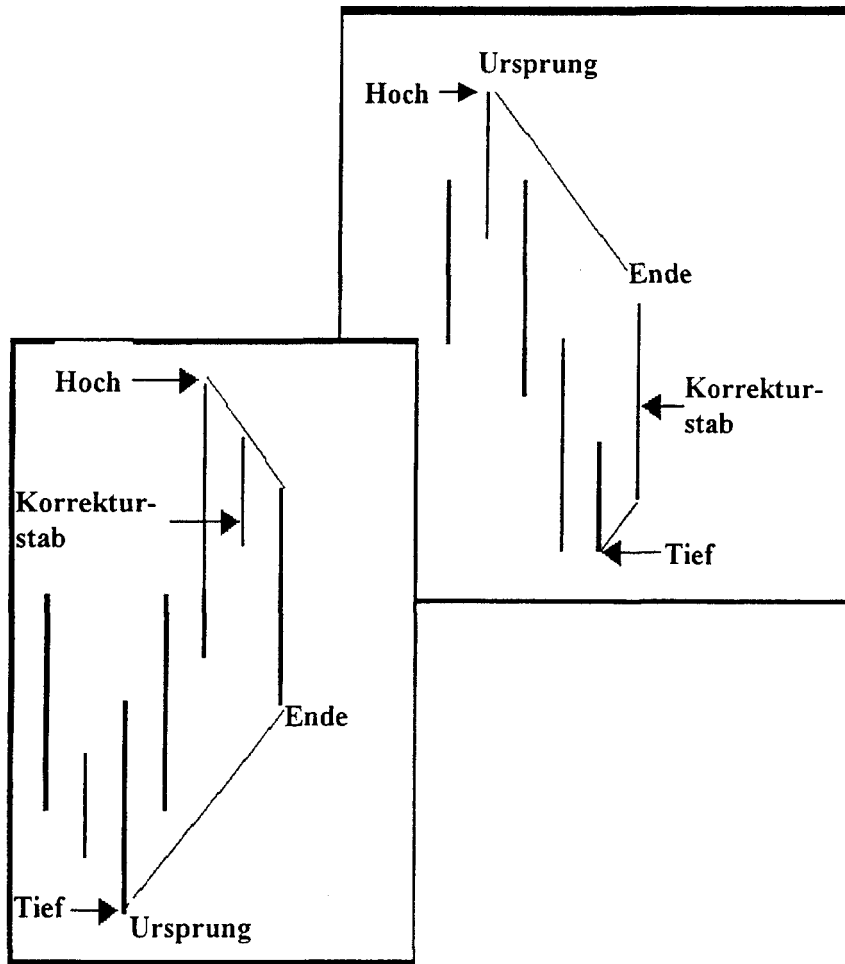 Ursprung
Hoch
Ende
Korrektur-
stab
Tief
Hoch
Korrektur-
stab
Ende
Tief
Ursprung